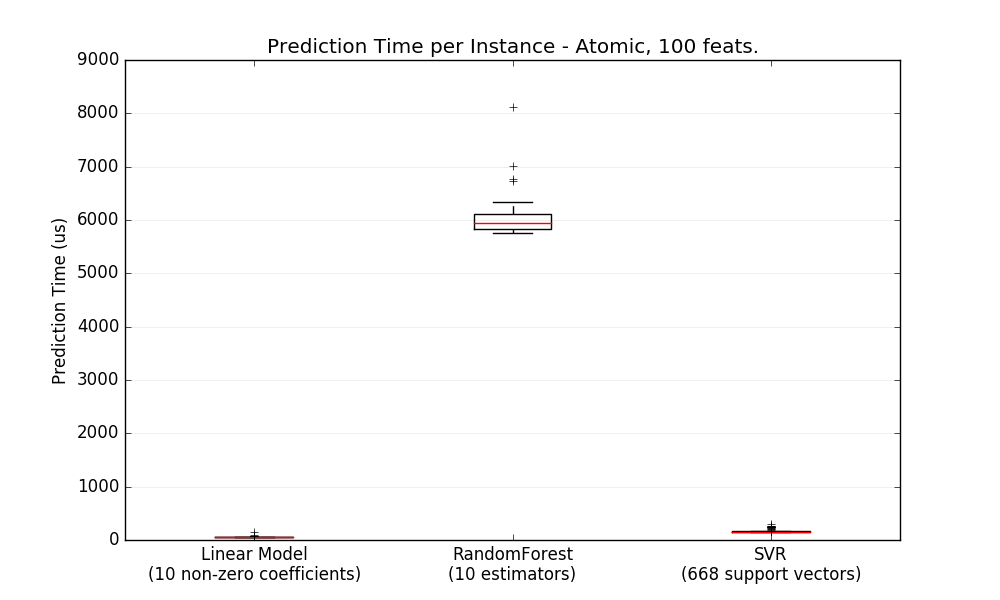 Prediction Time per Instance - Atomic, 100 feats.
9000
8000
7000
6000
5000
4000
3000
2000
1000
0
Prediction Time (us)
Linear Model
(10 non-zero coefficients)
RandomForest
(10 estimators)
SVR
(668 support vectors)